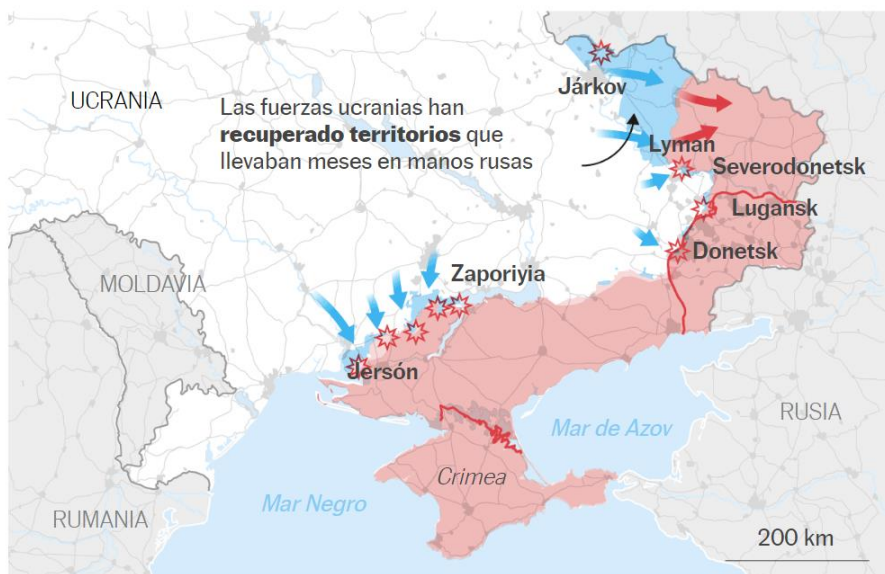 UCRANIA
Las fuerzas ucranias han
recuperado territorios que
llevaban meses en manos rusas
Járkov
Lyman
Severodonetsk
Lugansk
Donetsk
MOLDAVIA
Zaporiyia
Jersón
RUSIA
Mar de Azov
Crimea
Mar Negro
RUMANIA
200 km